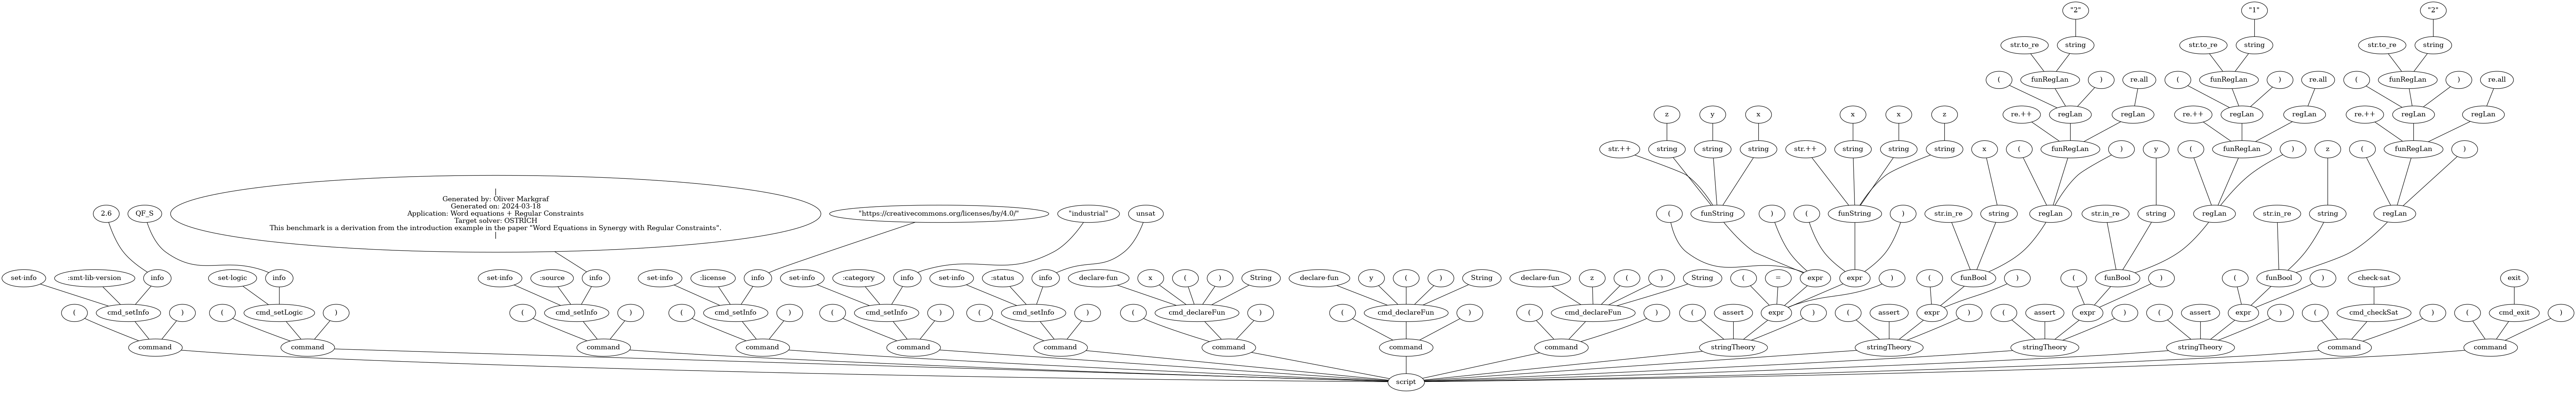 "2" "1" "2"
str.to_re string str.to_re string str.to_re string
( funRegLan ) re.all ( funRegLan ) re.all ( funRegLan ) re.all
z y x x x z re.++ regLan regLan re.++ regLan regLan re.++ regLan regLan
str.++ string string string str.++ string string string x ( funRegLan ) y ( funRegLan ) z ( funRegLan )
2.6 QF_S
|
Generated by: Oliver Markgraf
Generated on: 2024-03-18
Application: Word equations + Regular Constraints
Target solver: OSTRICH
This benchmark is a derivation from the introduction example in the paper "Word Equations in Synergy with Regular Constraints".
|
"https://creativecommons.org/licenses/by/4.0/" "industrial" unsat ( funString ) ( funString ) str.in_re string regLan str.in_re string regLan str.in_re string regLan
set-info :smt-lib-version info set-logic info set-info :source info set-info :license info set-info :category info set-info :status info declare-fun x ( ) String declare-fun y ( ) String declare-fun z ( ) String ( = expr expr ) ( funBool ) ( funBool ) ( funBool ) check-sat exit
( cmd_setInfo ) ( cmd_setLogic ) ( cmd_setInfo ) ( cmd_setInfo ) ( cmd_setInfo ) ( cmd_setInfo ) ( cmd_declareFun ) ( cmd_declareFun ) ( cmd_declareFun ) ( assert expr ) ( assert expr ) ( assert expr ) ( assert expr ) ( cmd_checkSat ) ( cmd_exit )
command command command command command command command command command stringTheory stringTheory stringTheory stringTheory command command
script